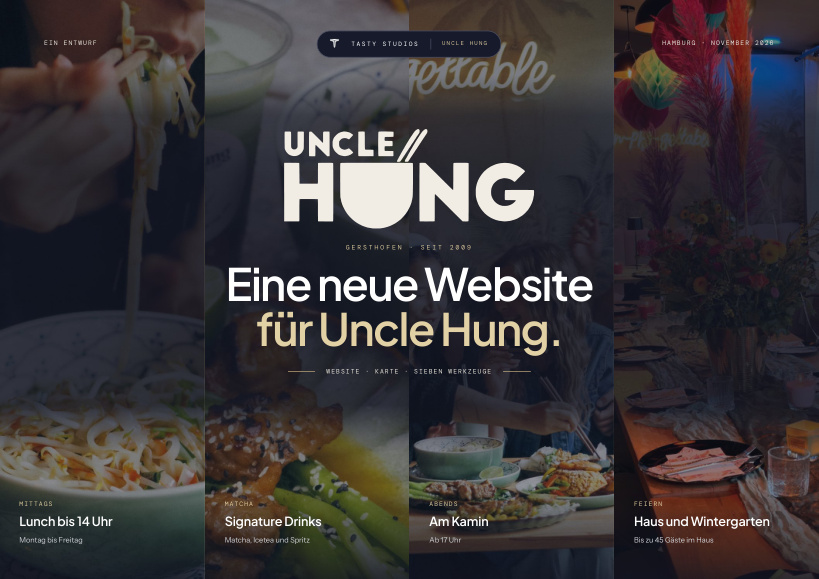 EIN ENTWURF
TASTY STUDIOS
UNCLE HUNG
HAMBURG · NOVEMBER 2026
UNCLE
HUNG
GERSTHOFEN · SEIT 2009
Eine neue Website
für Uncle Hung.
WEBSITE · KARTE · SIEBEN WERKZEUGE
MITTAGS
Lunch bis 14 Uhr
Montag bis Freitag
MATCHA
Signature Drinks
Matcha, Icetea und Spritz
ABENDS
Am Kamin
Ab 17 Uhr
FEIERN
Haus und Wintergarten
Bis zu 45 Gäste im Haus